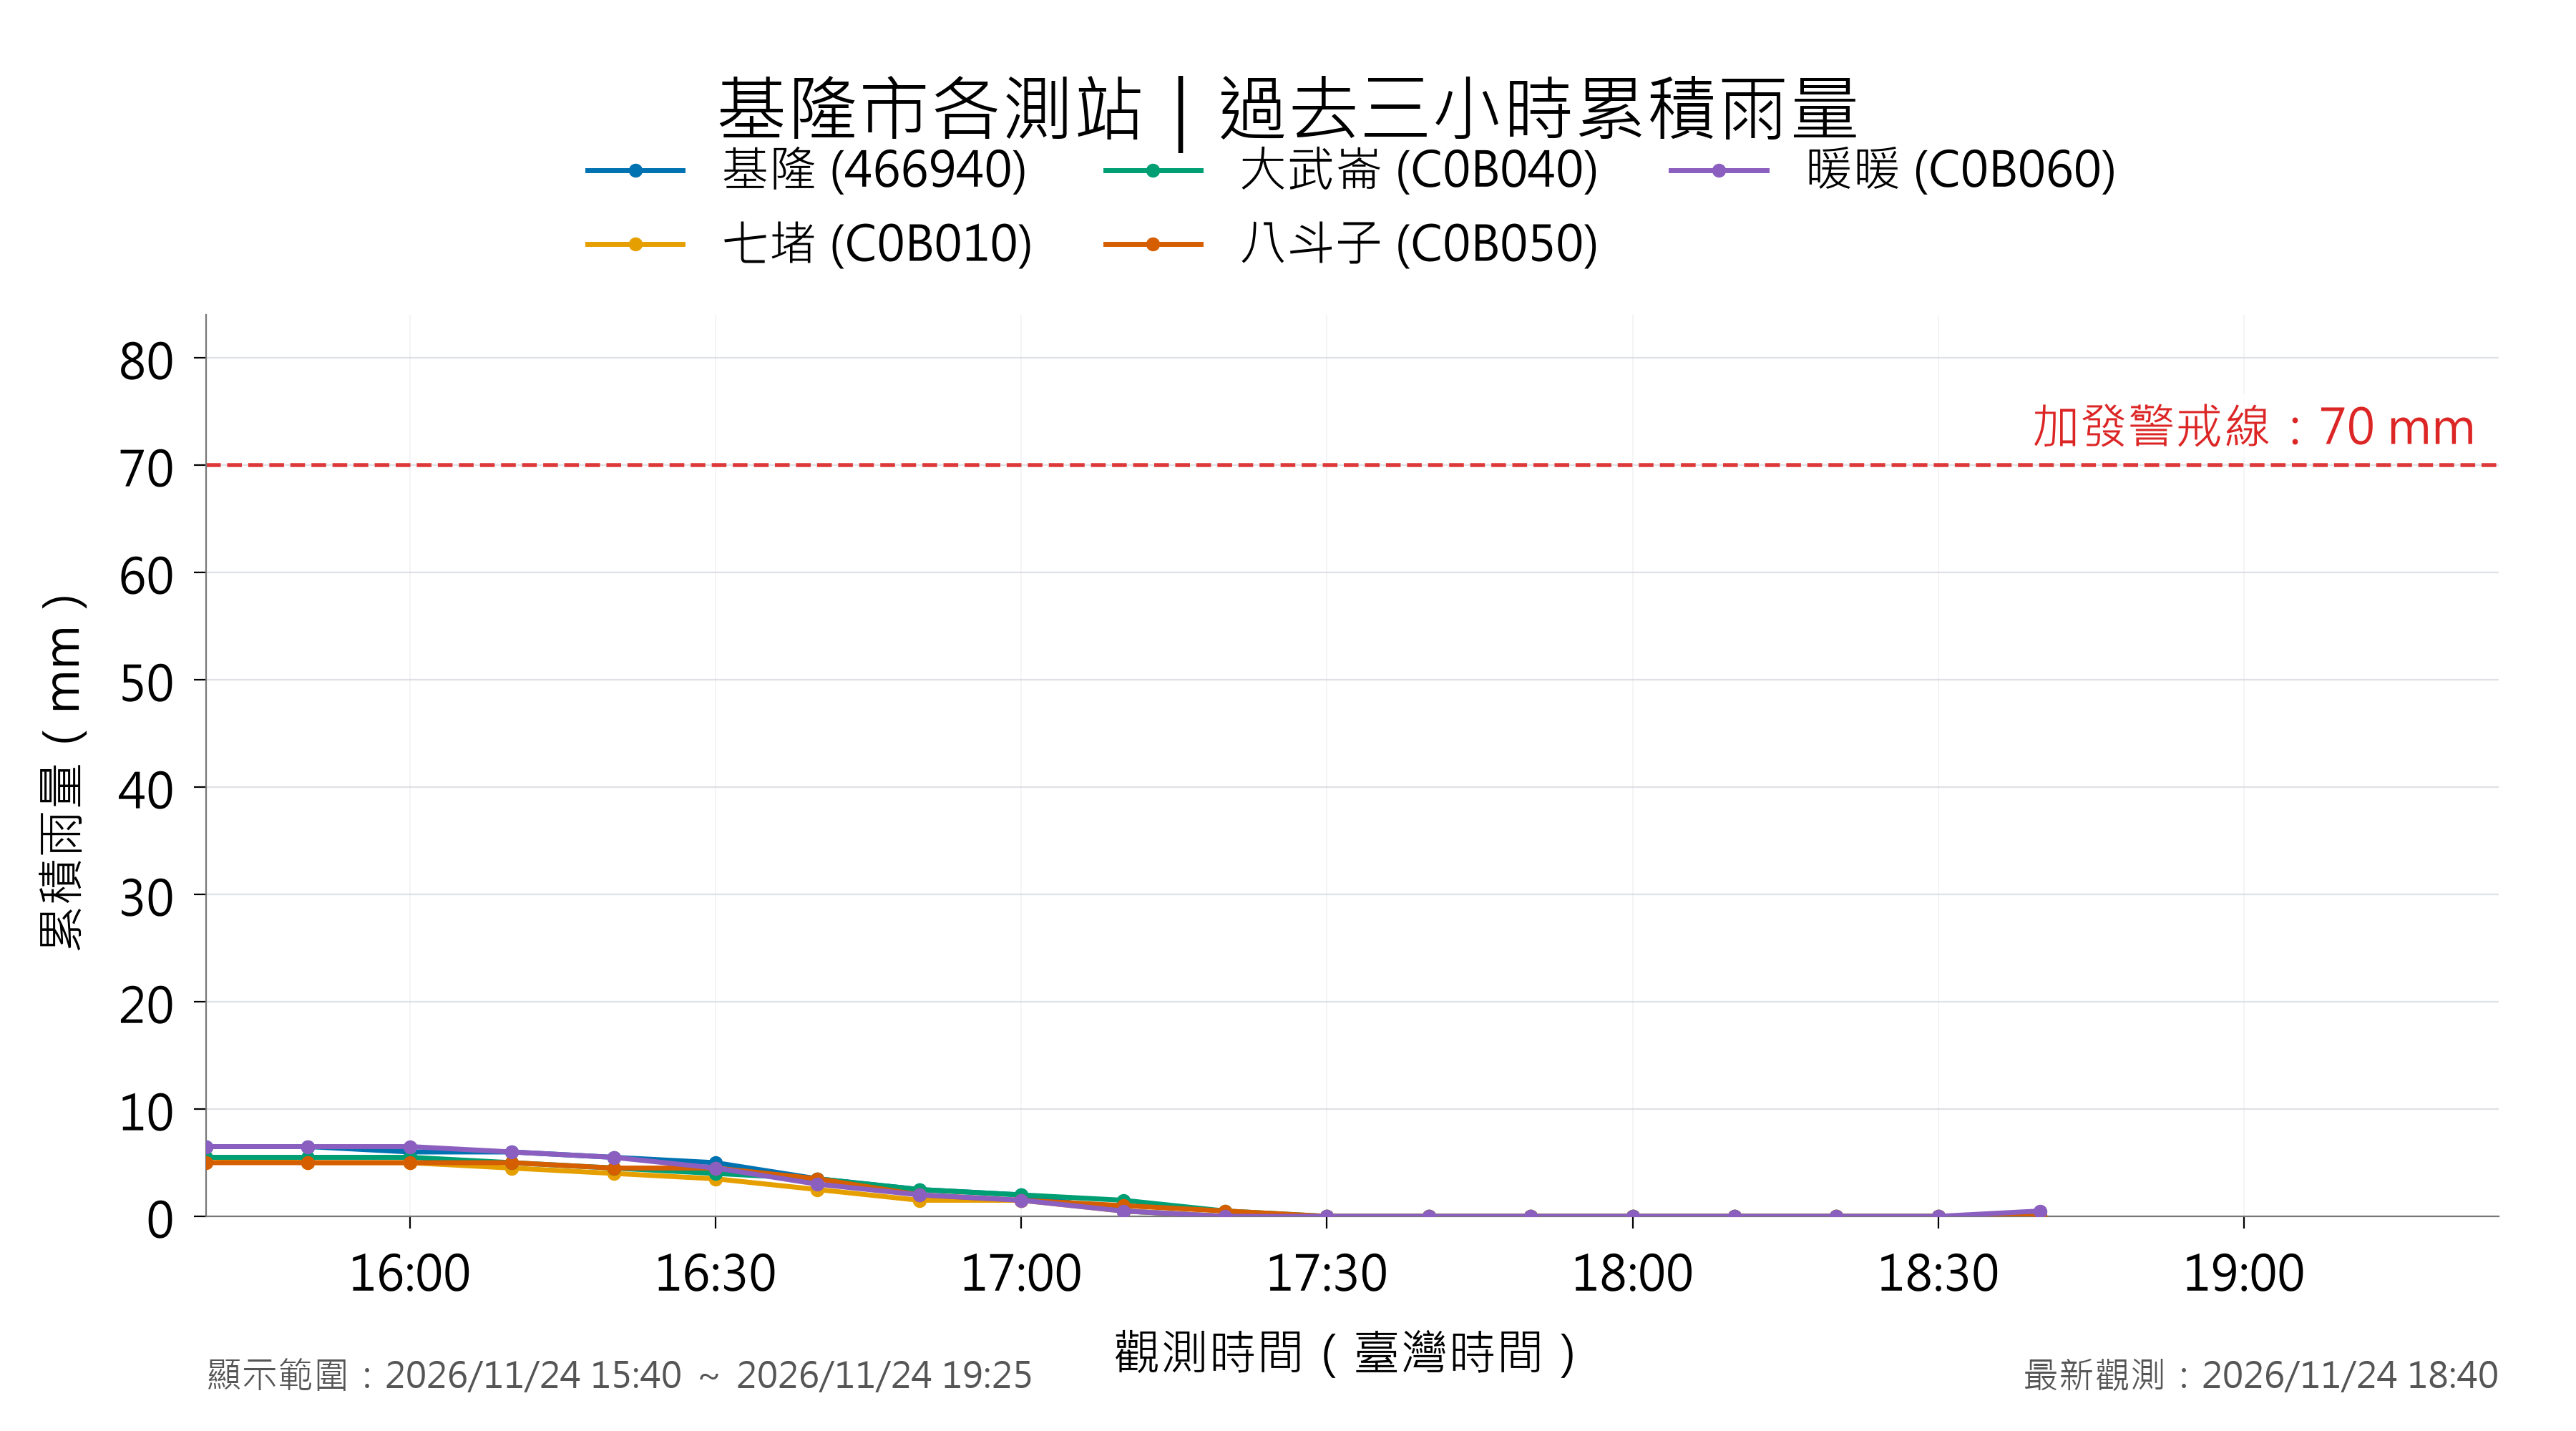 基隆市各測站｜過去三小時累積雨量
基隆 (466940)
大武崙 (C0B040)
暖暖 (C0B060)
七堵 (C0B010)
八斗子 (C0B050)
加發警戒線：70 mm
80
70
60
50
40
30
20
10
0
累積雨量（mm）
16:00
16:30
17:00
17:30
18:00
18:30
19:00
觀測時間（臺灣時間）
顯示範圍：2026/11/24 15:40 ~ 2026/11/24 19:25
最新觀測：2026/11/24 18:40